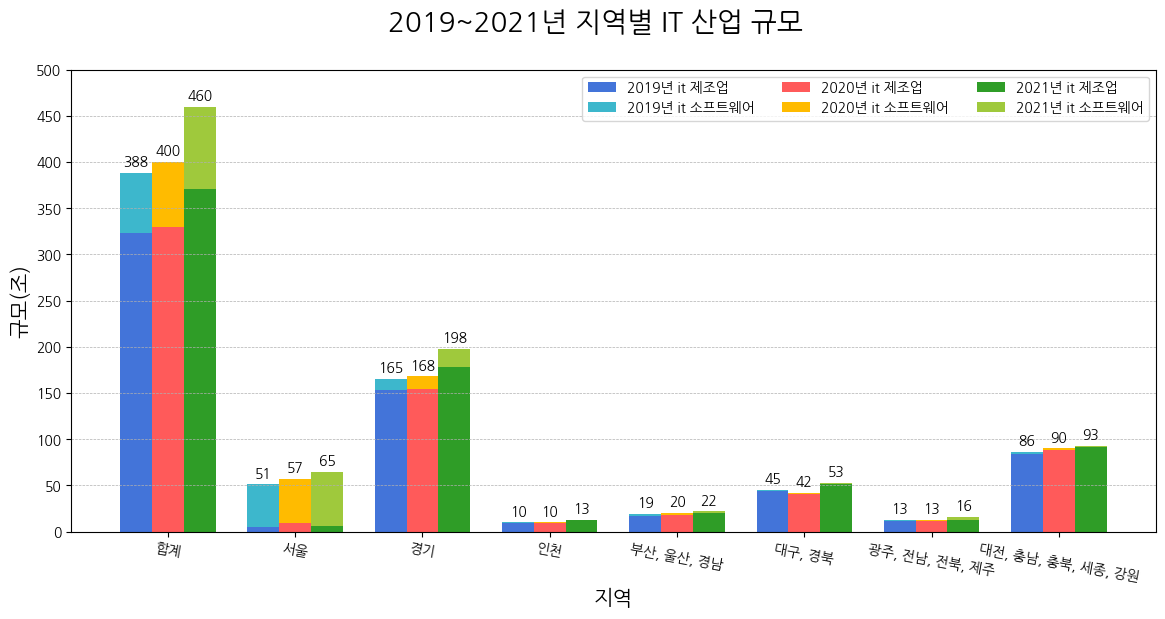 2019~2021년 지역별 IT 산업 규모
2019년 it 제조업
2019년 it 소프트웨어
2020년 it 제조업
2020년 it 소프트웨어
2021년 it 제조업
2021년 it 소프트웨어
규모(조)
500
450
400
350
300
250
200
150
100
50
0
388
400
460
51
57
65
165
168
198
10
10
13
19
20
22
45
42
53
13
13
16
86
90
93
합계
서울
경기
인천
부산, 울산, 경남
대구, 경북
광주, 전남, 전북, 제주
대전, 충남, 충북, 세종, 강원
지역